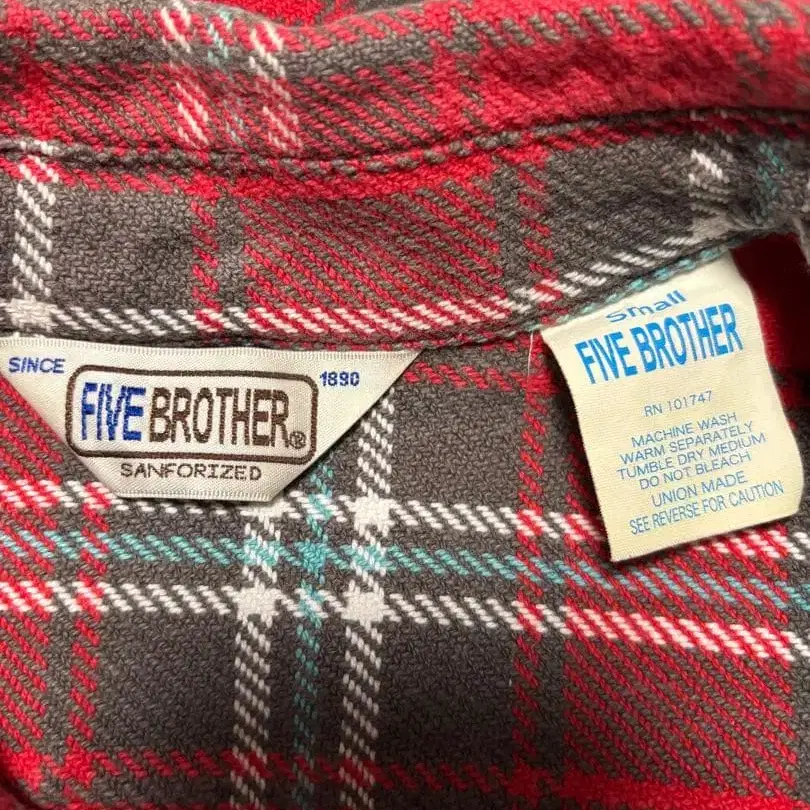 SINCE
1890
FIVE BROTHER®
SANFORIZED
Small
FIVE BROTHER
RN 101747
MACHINE WASH
WARM SEPARATELY
TUMBLE DRY MEDIUM
DO NOT BLEACH
UNION MADE
SEE REVERSE FOR CAUTION